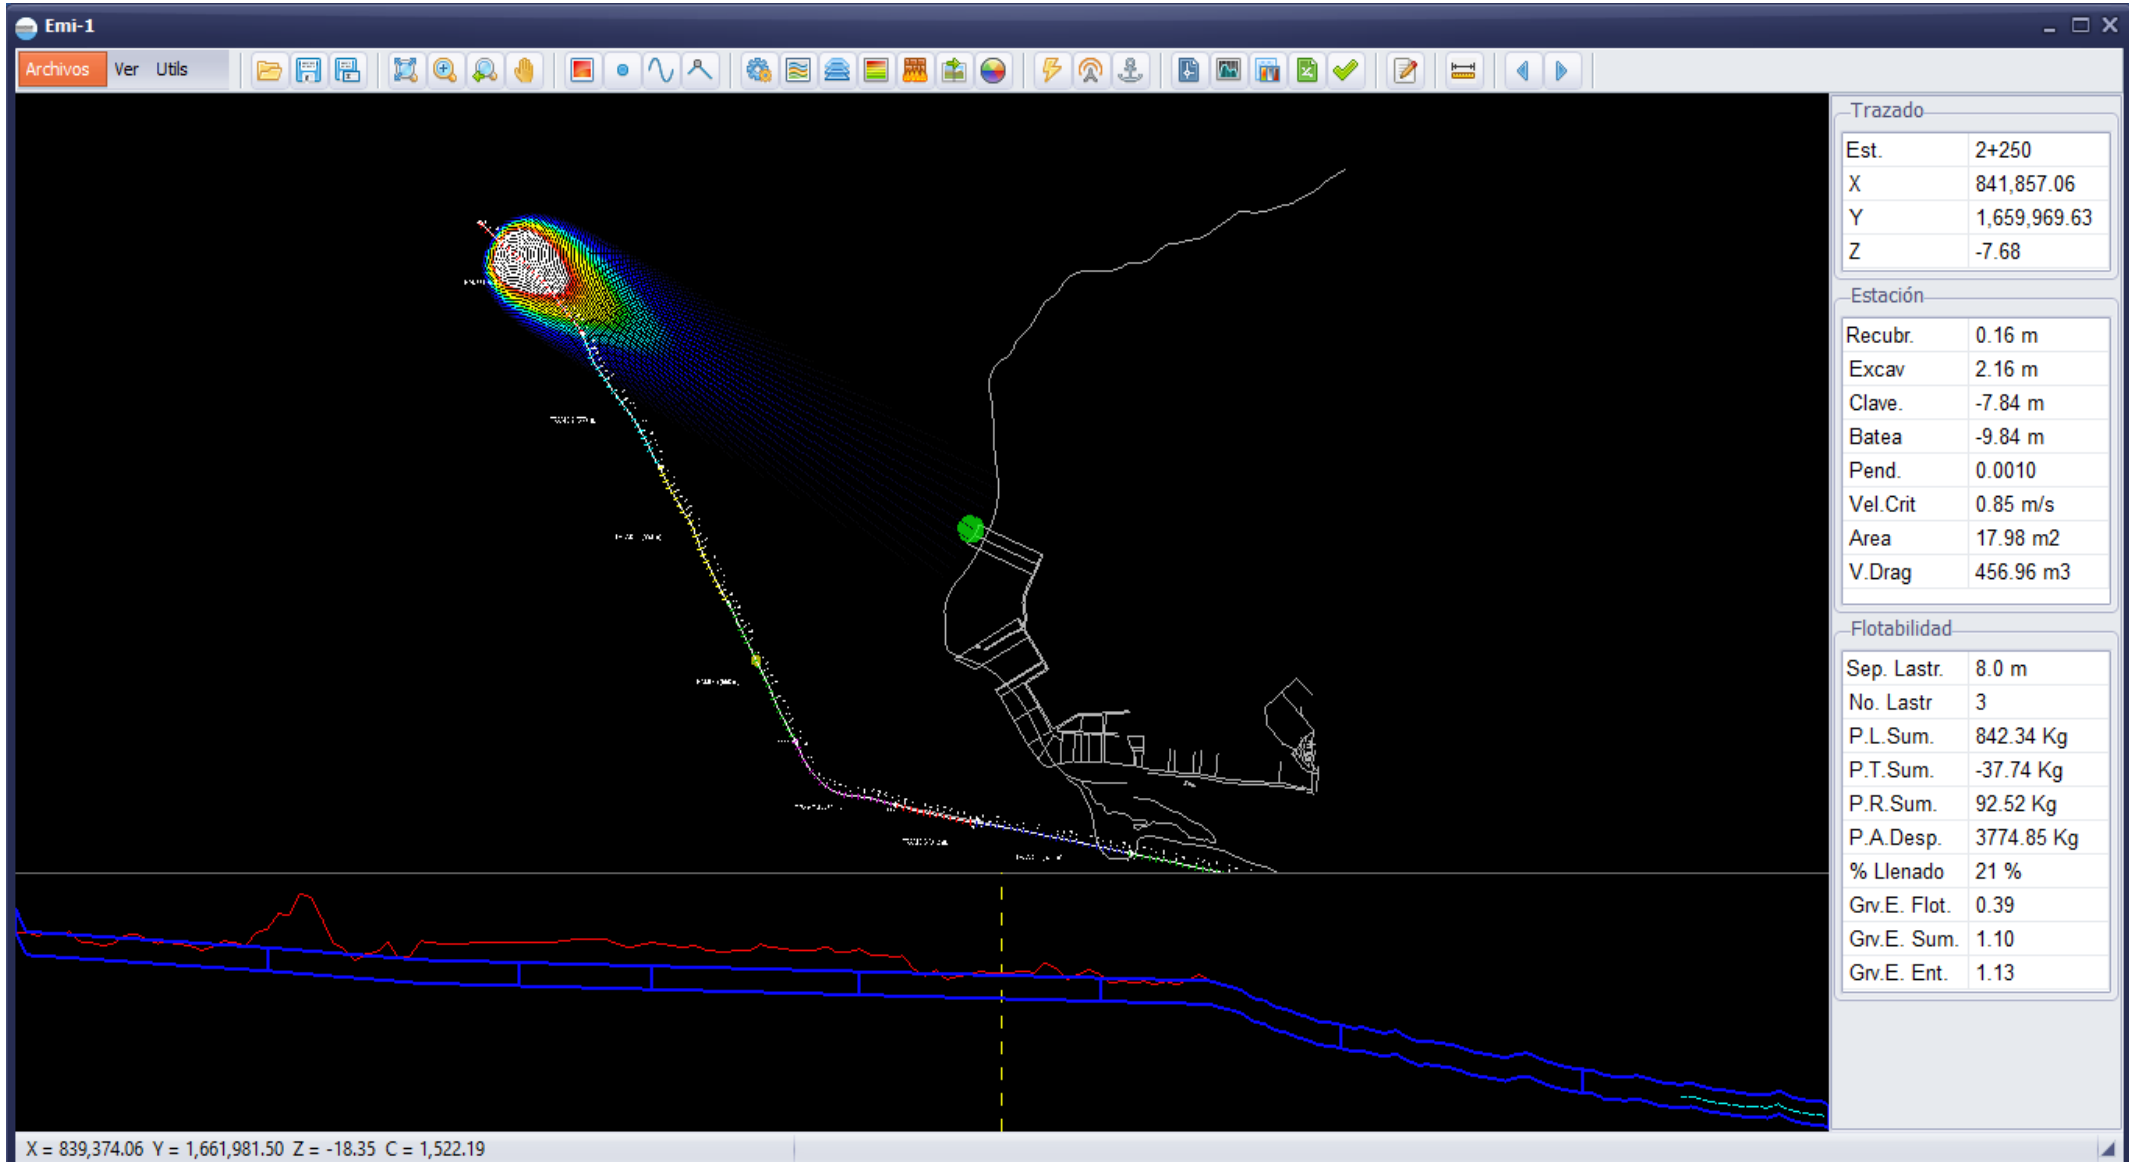 Emi-1
Archivos Ver Utils
Trazado
Est. 2+250
X 841,857.06
Y 1,659,969.63
Z -7.68
Estación
Recubr. 0.16 m
Excav 2.16 m
Clave. -7.84 m
Batea -9.84 m
Pend. 0.0010
Vel.Crit 0.85 m/s
Area 17.98 m2
V.Drag 456.96 m3
Flotabilidad
Sep. Lastr. 8.0 m
No. Lastr 3
P.L.Sum. 842.34 Kg
P.T.Sum. -37.74 Kg
P.R.Sum. 92.52 Kg
P.A.Desp. 3774.85 Kg
% Llenado 21 %
Grv.E. Flot. 0.39
Grv.E. Sum. 1.10
Grv.E. Ent. 1.13
X = 839,374.06 Y = 1,661,981.50 Z = -18.35 C = 1,522.19